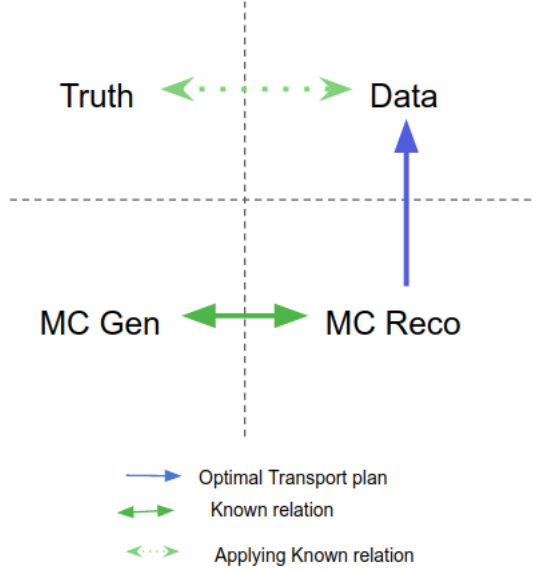 Truth
Data
MC Gen
MC Reco
Optimal Transport plan
Known relation
Applying Known relation